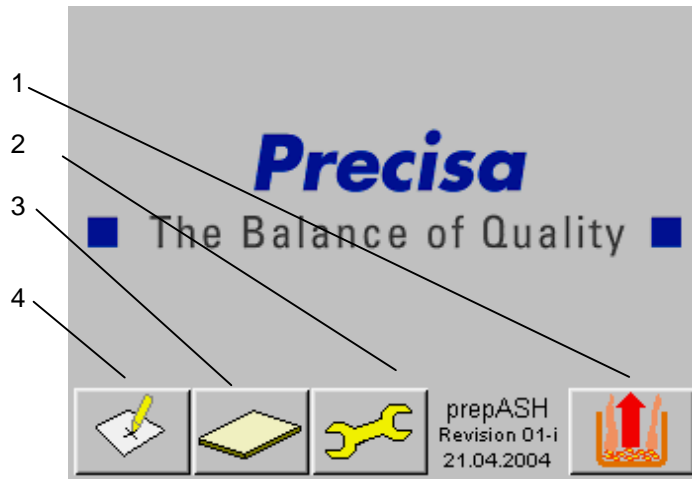 1
2
3
4
Precisa
The Balance of Quality
prepASH
Revision 01-i
21.04.2004